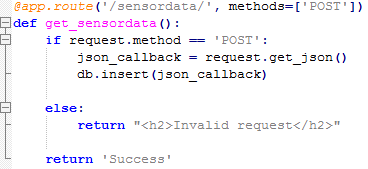 @app.route('/sensordata/', methods=['POST'])
def get_sensordata():
    if request.method == 'POST':
        json_callback = request.get_json()
        db.insert(json_callback)

    else:
        return "<h2>Invalid request</h2>"

    return 'Success'